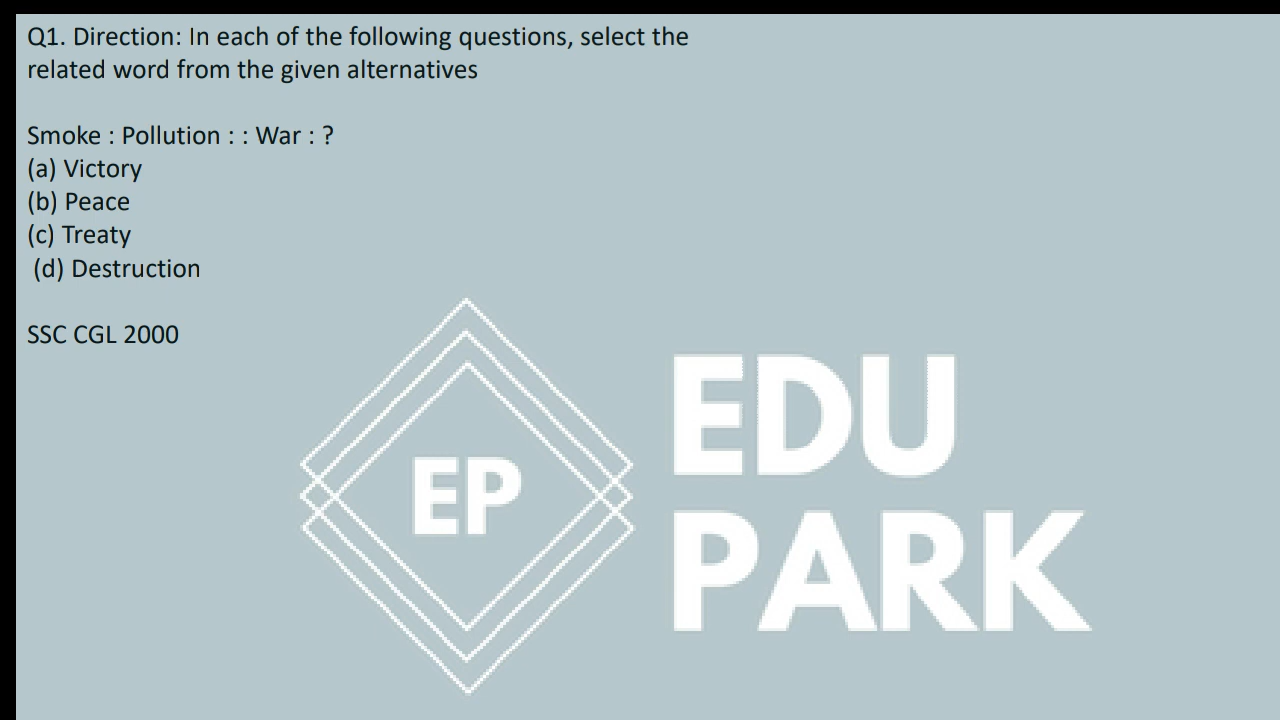 Q1. Direction: In each of the following questions, select the
related word from the given alternatives
Smoke : Pollution : : War : ?
(a) Victory
(b) Peace
(c) Treaty
(d) Destruction
SSC CGL 2000
EP
EDU
PARK